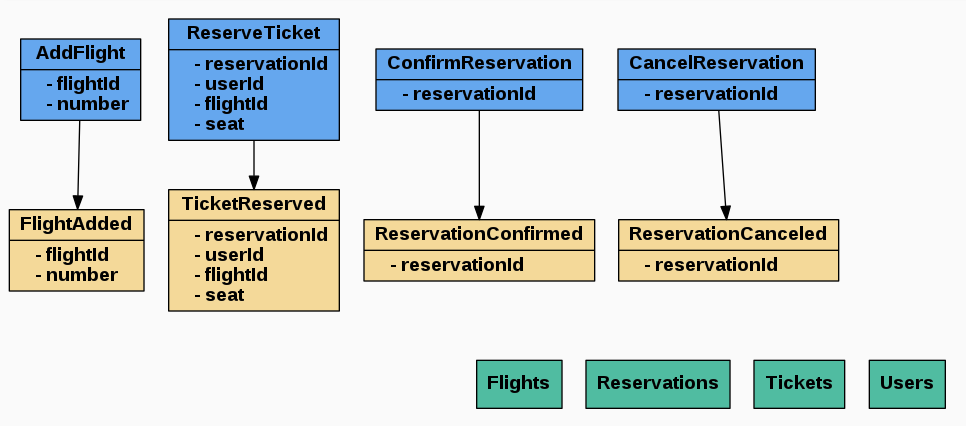 AddFlight
- flightId
- number
ReserveTicket
- reservationId
- userId
- flightId
- seat
ConfirmReservation
- reservationId
CancelReservation
- reservationId
FlightAdded
- flightId
- number
TicketReserved
- reservationId
- userId
- flightId
- seat
ReservationConfirmed
- reservationId
ReservationCanceled
- reservationId
Flights
Reservations
Tickets
Users